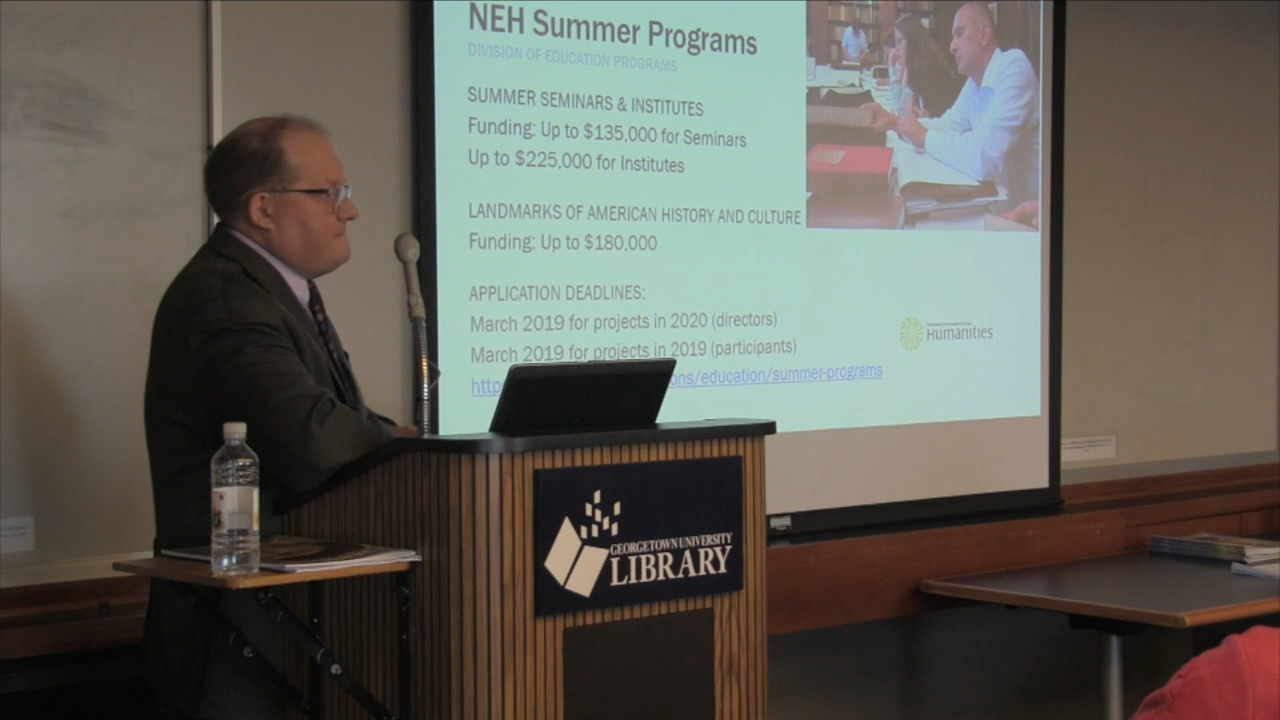 NEH Summer Programs
DIVISION OF EDUCATION PROGRAMS
SUMMER SEMINARS & INSTITUTES
Funding: Up to $135,000 for Seminars
Up to $225,000 for Institutes
LANDMARKS OF AMERICAN HISTORY AND CULTURE
Funding: Up to $180,000
APPLICATION DEADLINES:
March 2019 for projects in 2020 (directors)
March 2019 for projects in 2019 (participants)
http ons/education/summer-programs
Humanities
GEORGETOWN UNIVERSITY
LIBRARY